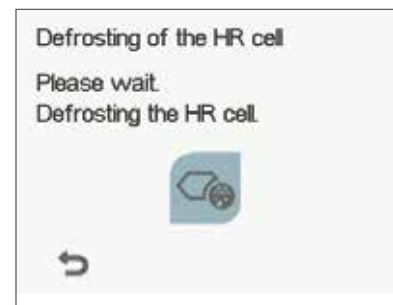 Defrosting of the HR cell
Please wait.
Defrosting the HR cell.